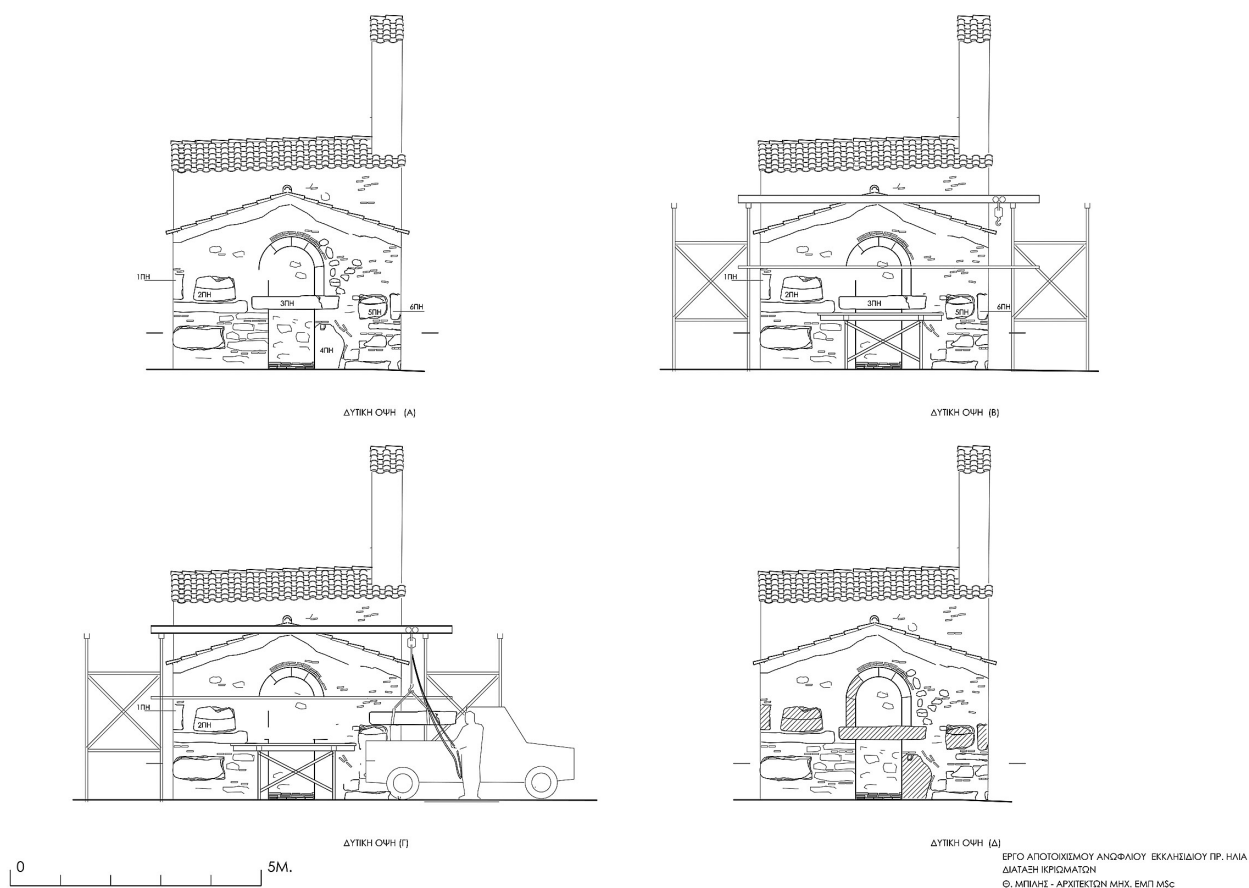 1ΠΗ
2ΠΗ
3ΠΗ
5ΠΗ
6ΠΗ
4ΠΗ
ΔΥΤΙΚΗ ΟΨΗ (Α)
1ΠΗ
2ΠΗ
3ΠΗ
5ΠΗ
6ΠΗ
ΔΥΤΙΚΗ ΟΨΗ (Β)
1ΠΗ
2ΠΗ
ΔΥΤΙΚΗ ΟΨΗ (Γ)
ΔΥΤΙΚΗ ΟΨΗ (Δ)
0 5Μ.
ΕΡΓΟ ΑΠΟΤΟΙΧΙΣΜΟΥ ΑΝΩΦΛΙΟΥ ΕΚΚΛΗΣΙΔΙΟΥ ΠΡ. ΗΛΙΑ
ΔΙΑΤΑΞΗ ΙΚΡΙΩΜΑΤΩΝ
Θ. ΜΠΙΛΗΣ - ΑΡΧΙΤΕΚΤΩΝ ΜΗΧ. ΕΜΠ MSc